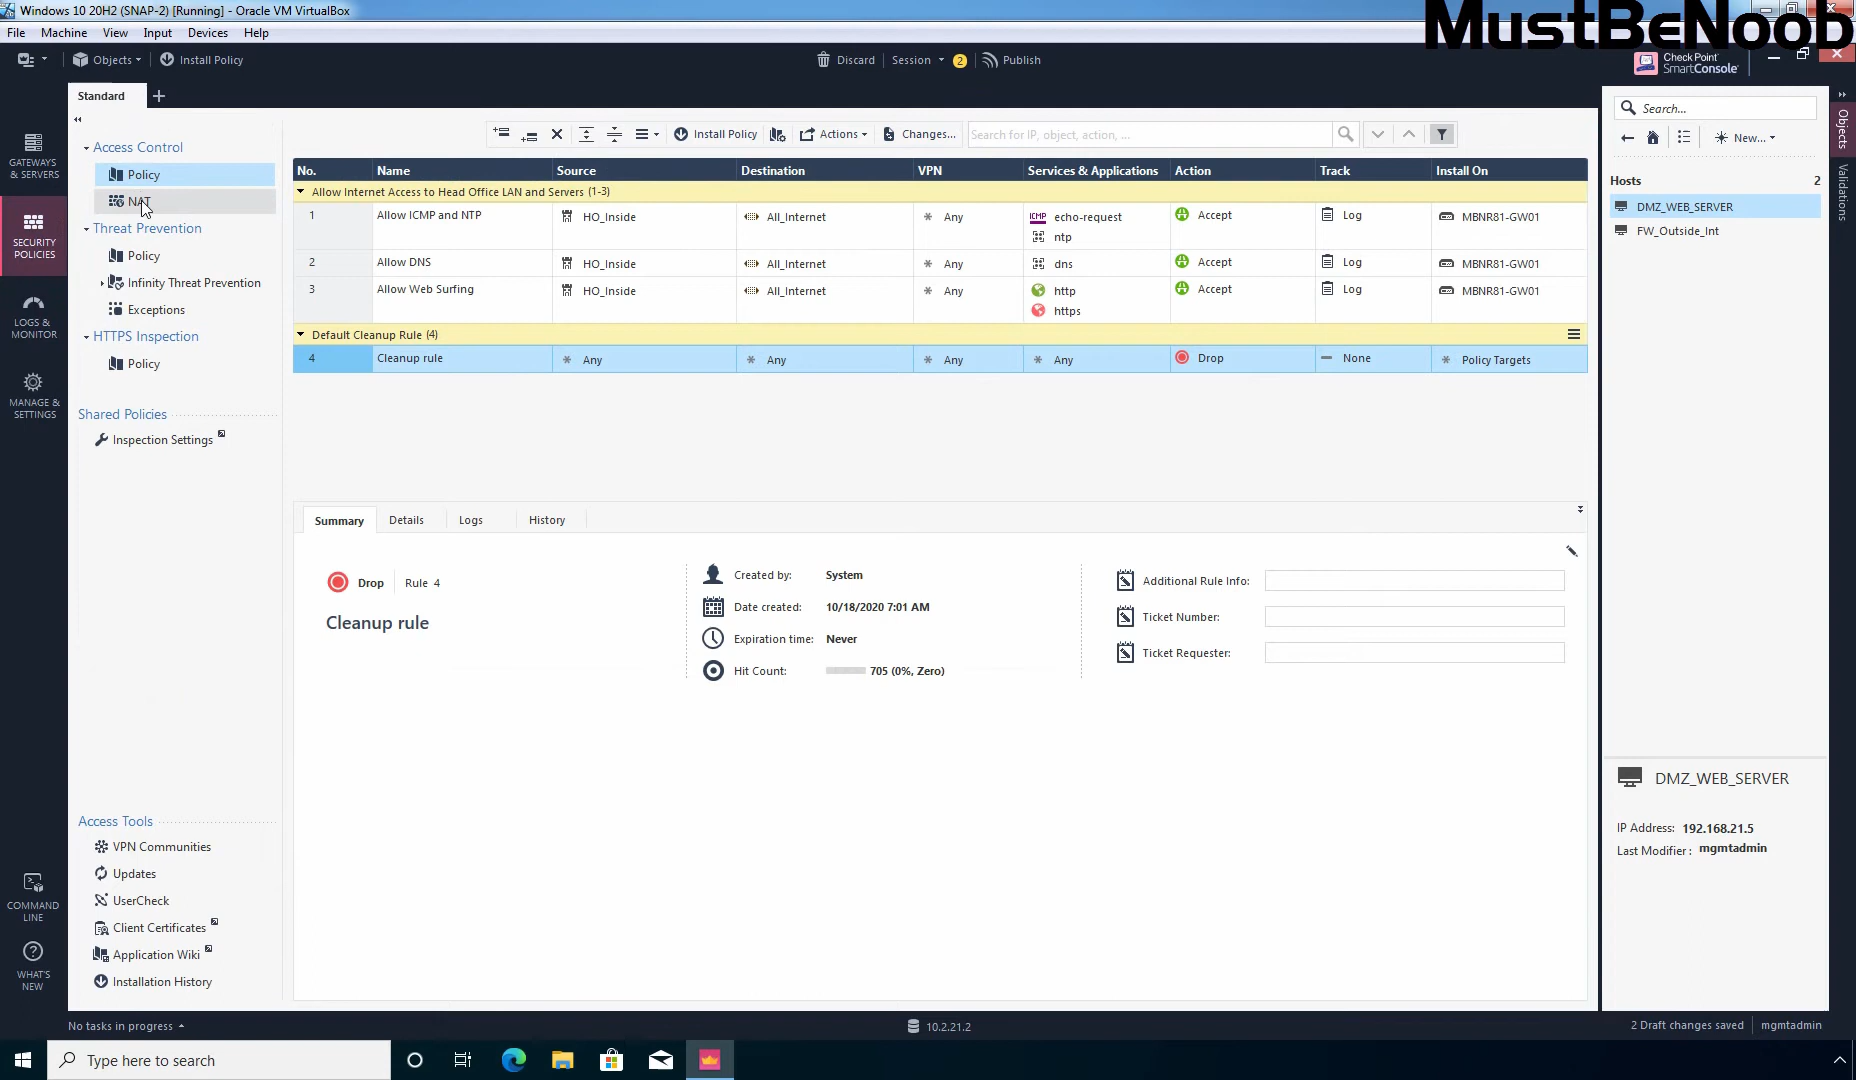 Windows 10 20H2 (SNAP-2) [Running] - Oracle VM VirtualBox
MustBeNoob
File Machine View Input Devices Help
Objects Install Policy Discard Session 2 Publish Check Point SmartConsole
Standard
Search...
Access Control
Policy
NAT
Threat Prevention
Policy
Infinity Threat Prevention
Exceptions
HTTPS Inspection
Policy
Shared Policies
Inspection Settings
GATEWAYS & SERVERS
SECURITY POLICIES
LOGS & MONITOR
MANAGE & SETTINGS
COMMAND LINE
WHAT'S NEW
Access Tools
VPN Communities
Updates
UserCheck
Client Certificates
Application Wiki
Installation History
Install Policy Actions Changes... Search for IP, object, action, ...
No. Name Source Destination VPN Services & Applications Action Track Install On
Allow Internet Access to Head Office LAN and Servers (1-3)
1 Allow ICMP and NTP HO_Inside All_Internet Any ICMP echo-request Accept Log MBNR81-GW01
ntp
2 Allow DNS HO_Inside All_Internet Any dns Accept Log MBNR81-GW01
3 Allow Web Surfing HO_Inside All_Internet Any http Accept Log MBNR81-GW01
https
Default Cleanup Rule (4)
4 Cleanup rule Any Any Any Any Drop None Policy Targets
Summary Details Logs History
Drop Rule 4
Cleanup rule
Created by: System
Date created: 10/18/2020 7:01 AM
Expiration time: Never
Hit Count: 705 (0%, Zero)
Additional Rule Info:
Ticket Number:
Ticket Requester:
New...
Hosts 2
DMZ_WEB_SERVER
FW_Outside_Int
Objects
Validations
DMZ_WEB_SERVER
IP Address: 192.168.21.5
Last Modifier : mgmtadmin
No tasks in progress 10.2.21.2 2 Draft changes saved mgmtadmin
Type here to search